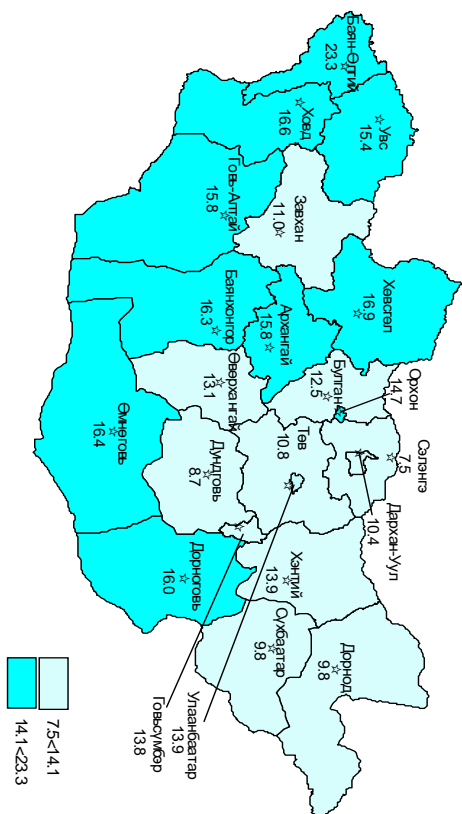 Баян-Өлгий
23.3
Увс
15.4
Ховд
16.6
Говь-Алтай
15.8
Завхан
11.0
Хөвсгөл
16.9
Архангай
15.8
Баянхонгор
16.3
Өвөрхангай
13.1
Булган
12.5
Орхон
14.7
Сэлэнгэ
7.5
Дархан-Уул
10.4
Төв
10.8
Дундговь
8.7
Өмнөговь
16.4
Дорноговь
16.0
Хэнтий
13.9
Сүхбаатар
9.8
Дорнод
9.8
Улаанбаатар
13.9
Говьсүмбэр
13.8
7.5<14.1
14.1<23.3